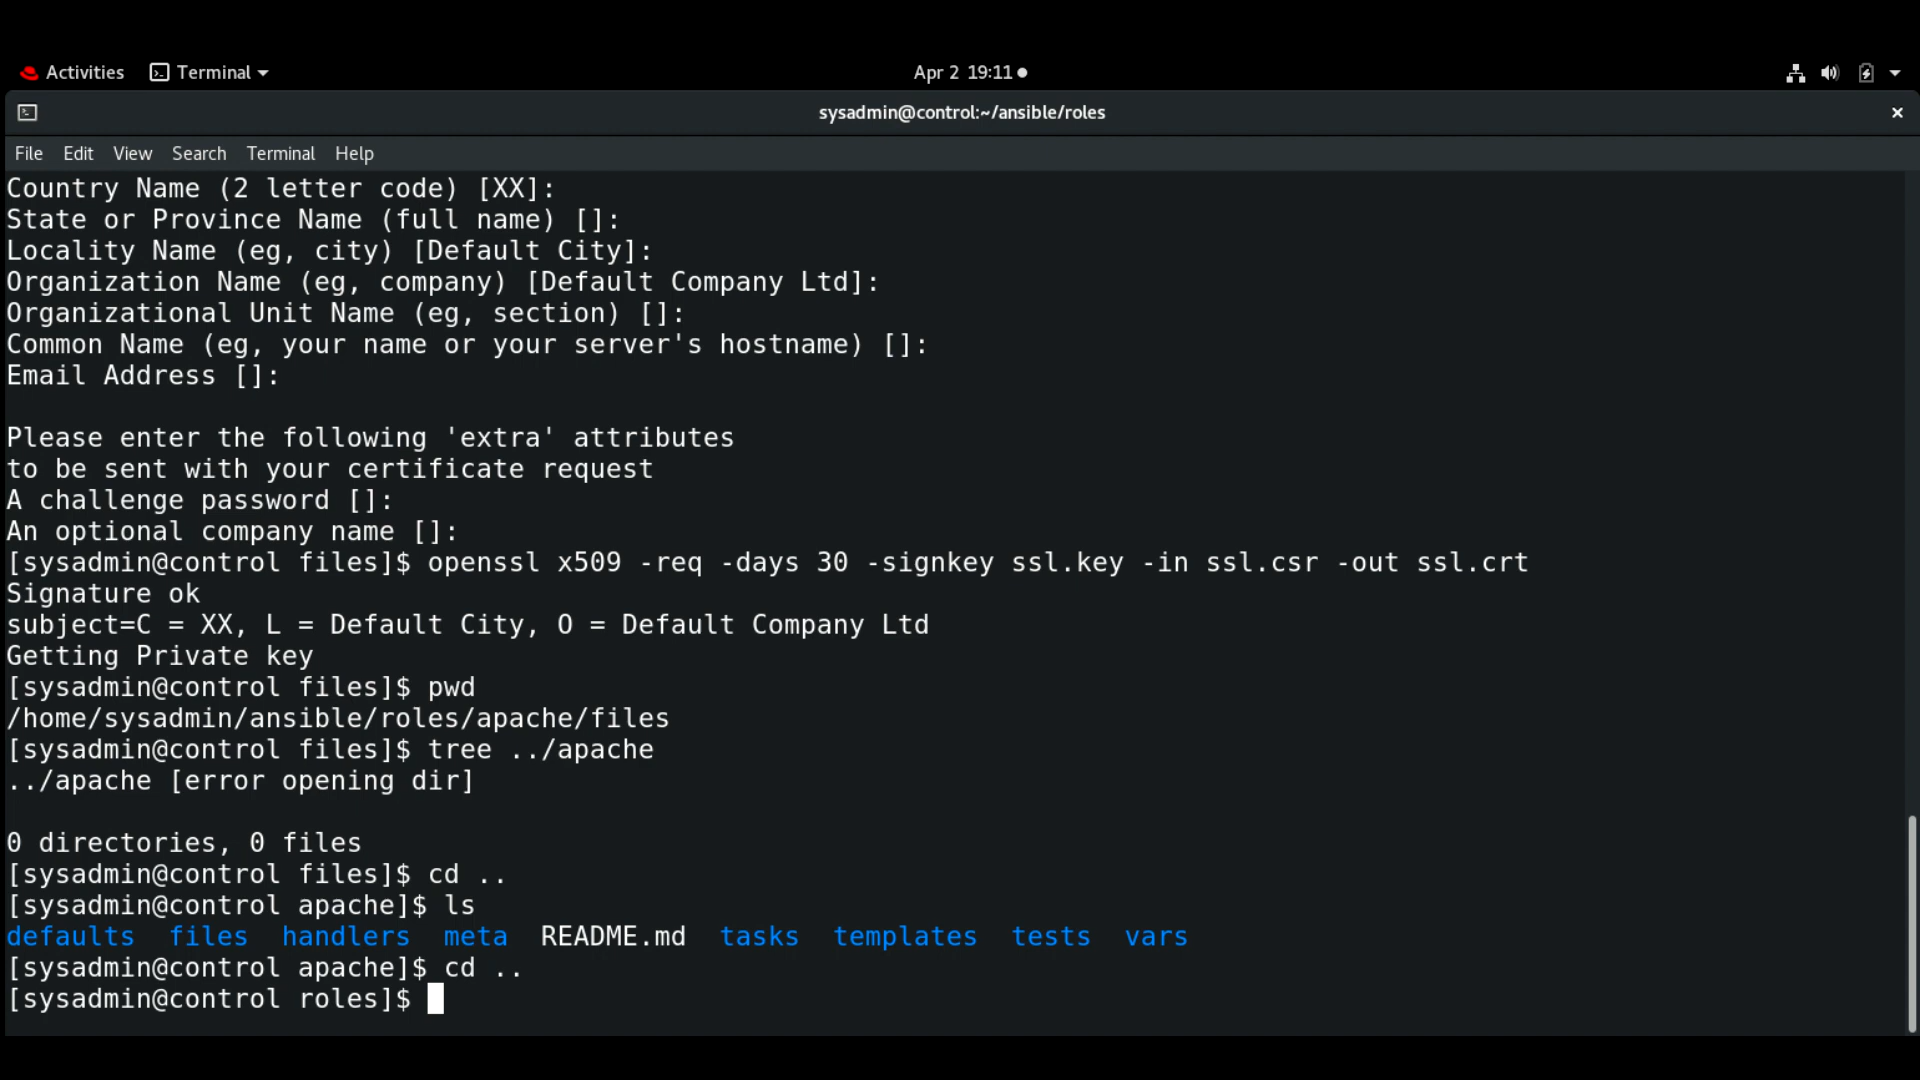 Activities Terminal Apr 2 19:11
sysadmin@control:~/ansible/roles
File Edit View Search Terminal Help
Country Name (2 letter code) [XX]:
State or Province Name (full name) []:
Locality Name (eg, city) [Default City]:
Organization Name (eg, company) [Default Company Ltd]:
Organizational Unit Name (eg, section) []:
Common Name (eg, your name or your server's hostname) []:
Email Address []:
Please enter the following 'extra' attributes
to be sent with your certificate request
A challenge password []:
An optional company name []:
[sysadmin@control files]$ openssl x509 -req -days 30 -signkey ssl.key -in ssl.csr -out ssl.crt
Signature ok
subject=C = XX, L = Default City, O = Default Company Ltd
Getting Private key
[sysadmin@control files]$ pwd
/home/sysadmin/ansible/roles/apache/files
[sysadmin@control files]$ tree ../apache
../apache [error opening dir]
0 directories, 0 files
[sysadmin@control files]$ cd ..
[sysadmin@control apache]$ ls
defaults files handlers meta README.md tasks templates tests vars
[sysadmin@control apache]$ cd ..
[sysadmin@control roles]$